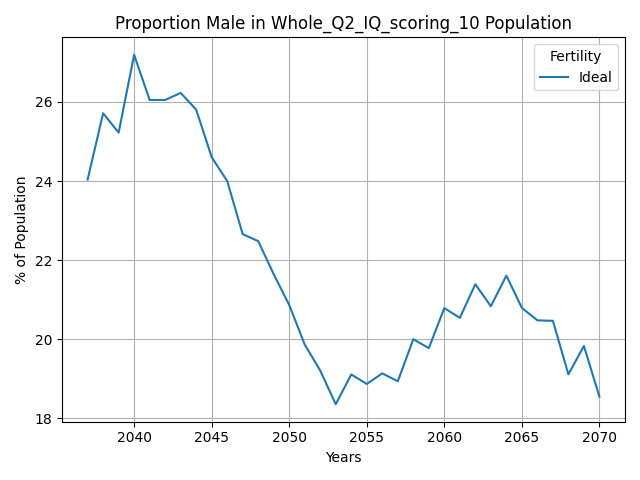 Proportion Male in Whole_Q2_IQ_scoring_10 Population
Fertility
Ideal
% of Population
26
24
22
20
18
2040 2045 2050 2055 2060 2065 2070
Years